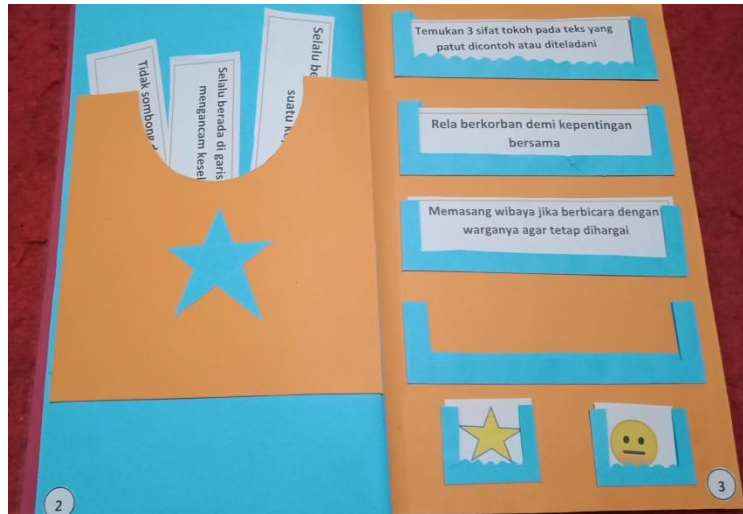 Tidak sombong
Selalu berada di garis
mengancam kesel
Selalu be
suatu
2
Temukan 3 sifat tokoh pada teks yang
patut dicontoh atau diteladani
Rela berkorban demi kepentingan
bersama
Memasang wibaya jika berbicara dengan
warganya agar tetap dihargai
3